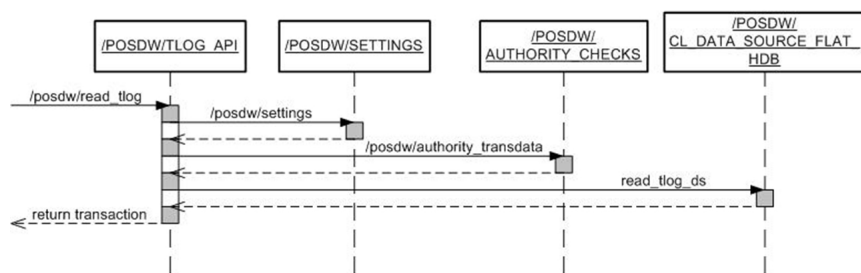 /POSDW/TLOG_API
/POSDW/SETTINGS
/POSDW/
AUTHORITY_CHECKS
/POSDW/
CL_DATA_SOURCE_FLAT_
HDB
/posdw/read_tlog
/posdw/settings
/posdw/authority_transdata
read_tlog_ds
return transaction